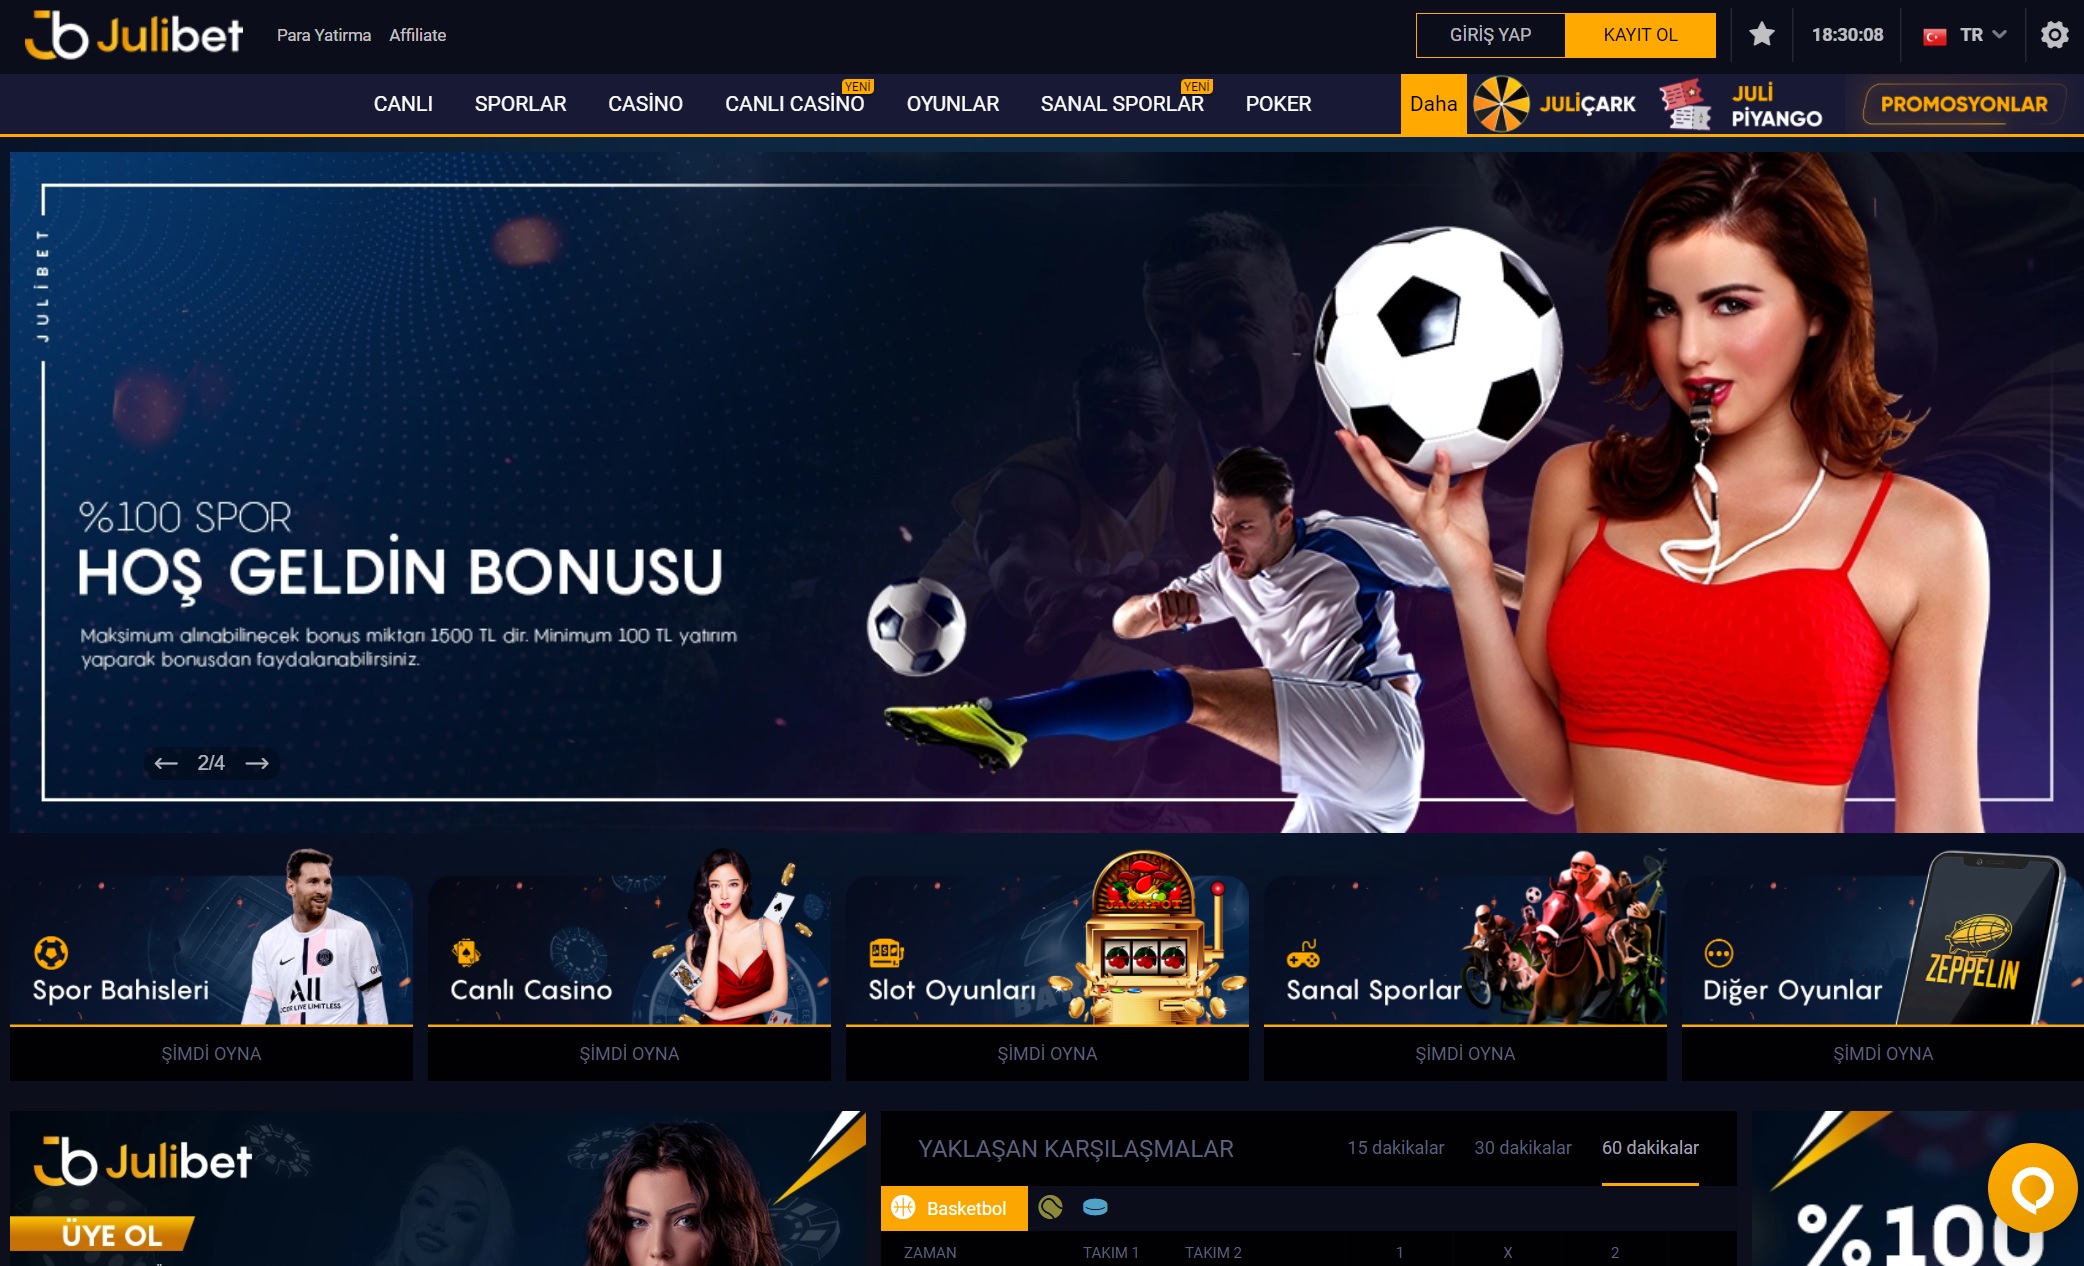 Julibet
Para Yatirma Affiliate
GİRİŞ YAP KAYIT OL 18:30:08 TR
CANLI SPORLAR CASİNO CANLI CASİNO YENİ OYUNLAR SANAL SPORLAR YENİ POKER Daha JULİÇARK JULİ PİYANGO PROMOSYONLAR
JULİBET
%100 SPOR
HOŞ GELDİN BONUSU
Maksimum alınabilinecek bonus miktarı 1500 TL dir. Minimum 100 TL yatırım
yaparak bonusdan faydalanabilirsiniz.
2/4
Spor Bahisleri
ŞİMDİ OYNA
Canlı Casino
ŞİMDİ OYNA
JACKPOT
Slot Oyunları
ŞİMDİ OYNA
Sanal Sporlar
ŞİMDİ OYNA
ZEPPELIN
Diğer Oyunlar
ŞİMDİ OYNA
Julibet
ÜYE OL
YAKLAŞAN KARŞILAŞMALAR 15 dakikalar 30 dakikalar 60 dakikalar
Basketbol
ZAMAN TAKIM 1 TAKIM 2 1 X 2
%100